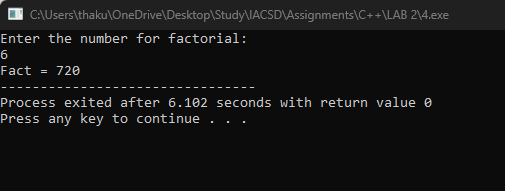 C:\Users\thaku\OneDrive\Desktop\Study\IACSD\Assignments\C++\LAB 2\4.exe
Enter the number for factorial:
6
Fact = 720
--------------------------------
Process exited after 6.102 seconds with return value 0
Press any key to continue . . .